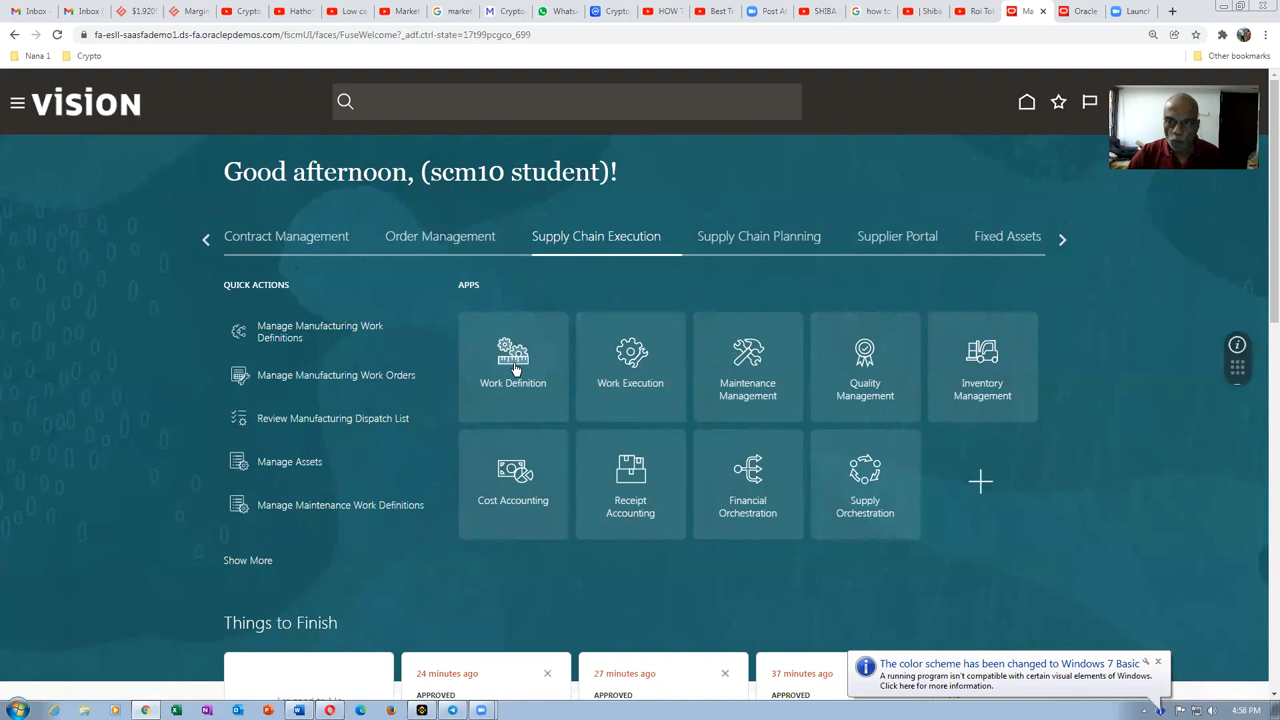 Inbox
Inbox (
$1,920!
Margin
Crypto
Hathor
Low ca
Market
market
Crypto
Whats
Crypto
HOW T
Best Tr
Post At
SHIBA
how to
Shibo
Roi Tok
Ma
Oracle
Launch
fa-esll-saasfademo1.ds-fa.oraclepdemos.com/fscmUI/faces/FuseWelcome?_adf.ctrl-state=17t99pcgco_699
Nana 1
Crypto
Other bookmarks
VISION
Good afternoon, (scm10 student)!
Contract Management
Order Management
Supply Chain Execution
Supply Chain Planning
Supplier Portal
Fixed Assets
QUICK ACTIONS
Manage Manufacturing Work
Definitions
Manage Manufacturing Work Orders
Review Manufacturing Dispatch List
Manage Assets
Manage Maintenance Work Definitions
Show More
APPS
Work Definition
Work Execution
Maintenance
Management
Quality
Management
Inventory
Management
Cost Accounting
Receipt
Accounting
Financial
Orchestration
Supply
Orchestration
Things to Finish
24 minutes ago
APPROVED
27 minutes ago
APPROVED
37 minutes ago
APPROVED
The color scheme has been changed to Windows 7 Basic
A running program isn't compatible with certain visual elements of Windows.
Click here for more information.
4:58 PM